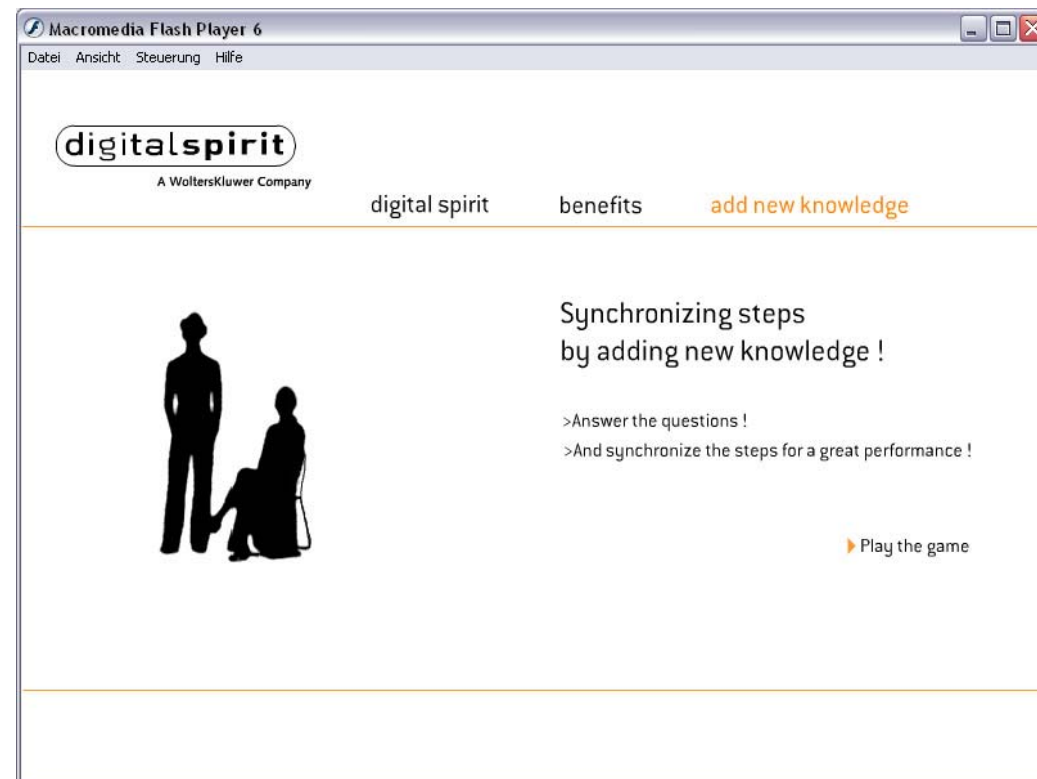 Macromedia Flash Player 6
Datei Ansicht Steuerung Hilfe
digitalspirit
A WoltersKluwer Company
digital spirit benefits add new knowledge
Synchronizing steps
by adding new knowledge !
>Answer the questions !
>And synchronize the steps for a great performance !
Play the game